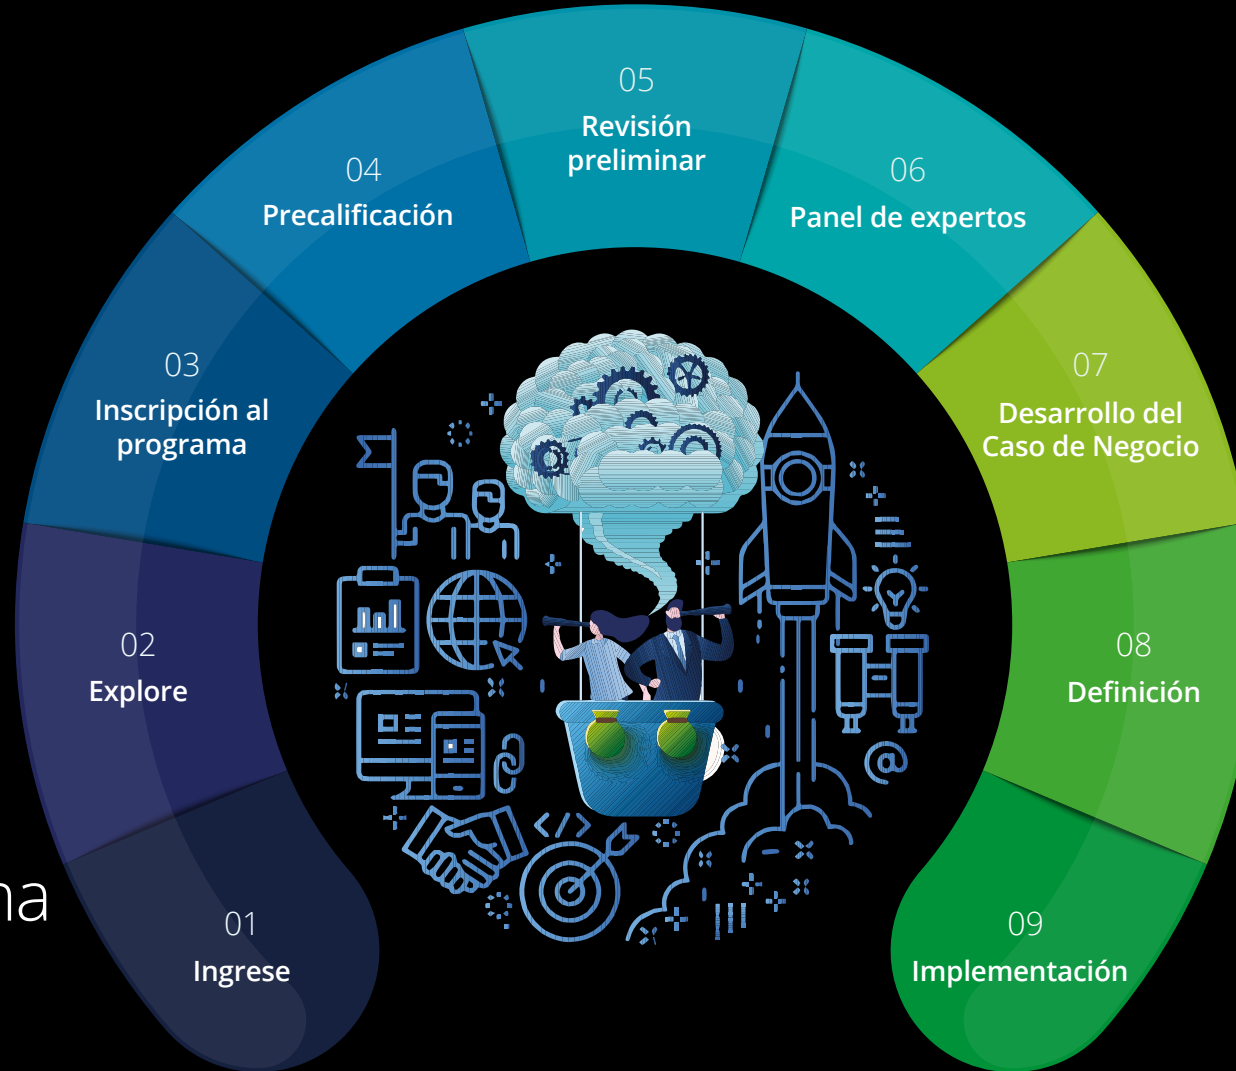 01
Ingrese
02
Explore
03
Inscripción al
programa
04
Precalificación
05
Revisión
preliminar
06
Panel de expertos
07
Desarrollo del
Caso de Negocio
08
Definición
09
Implementación
@